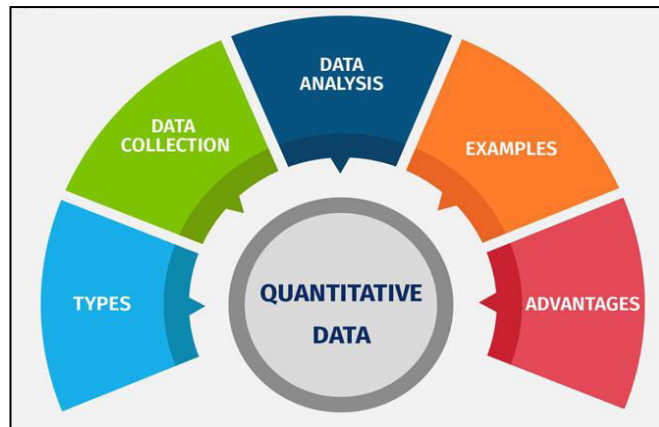 DATA
ANALYSIS
DATA
COLLECTION
EXAMPLES
TYPES
QUANTITATIVE
DATA
ADVANTAGES